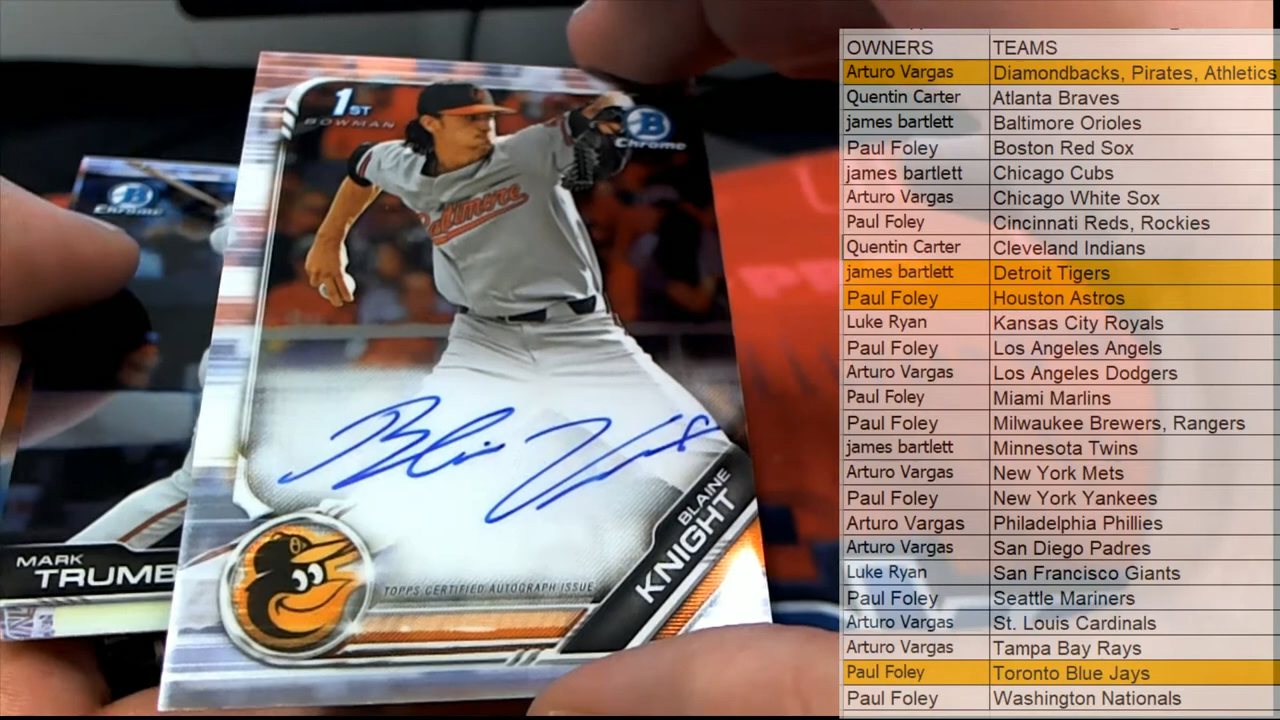 1ST
BOWMAN
B
Chrome
Baltimore
B
Chrome
Blaine Knight
BLAINE
KNIGHT
TOPPS CERTIFIED AUTOGRAPH ISSUE
MARK
TRUMB
OWNERS TEAMS
Arturo Vargas Diamondbacks, Pirates, Athletics
Quentin Carter Atlanta Braves
james bartlett Baltimore Orioles
Paul Foley Boston Red Sox
james bartlett Chicago Cubs
Arturo Vargas Chicago White Sox
Paul Foley Cincinnati Reds, Rockies
Quentin Carter Cleveland Indians
james bartlett Detroit Tigers
Paul Foley Houston Astros
Luke Ryan Kansas City Royals
Paul Foley Los Angeles Angels
Arturo Vargas Los Angeles Dodgers
Paul Foley Miami Marlins
Paul Foley Milwaukee Brewers, Rangers
james bartlett Minnesota Twins
Arturo Vargas New York Mets
Paul Foley New York Yankees
Arturo Vargas Philadelphia Phillies
Arturo Vargas San Diego Padres
Luke Ryan San Francisco Giants
Paul Foley Seattle Mariners
Arturo Vargas St. Louis Cardinals
Arturo Vargas Tampa Bay Rays
Paul Foley Toronto Blue Jays
Paul Foley Washington Nationals